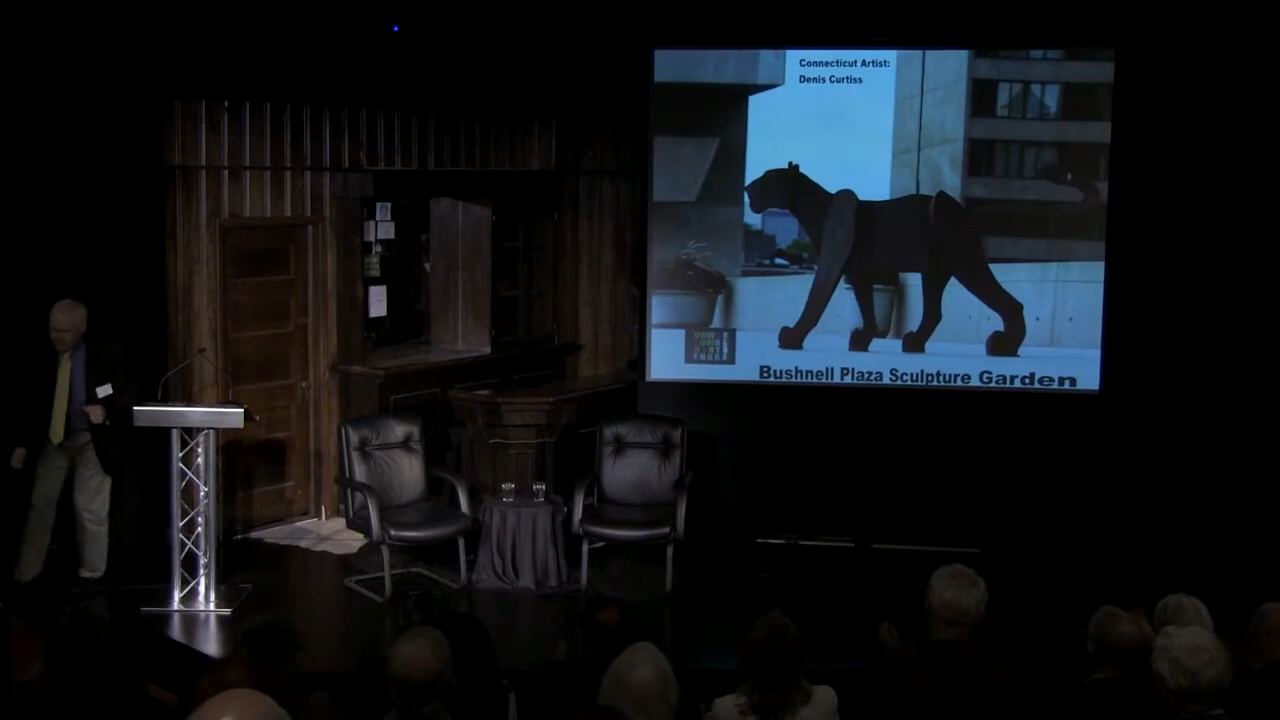 Connecticut Artist:
Denis Curtiss
Bushnell Plaza Sculpture Garden